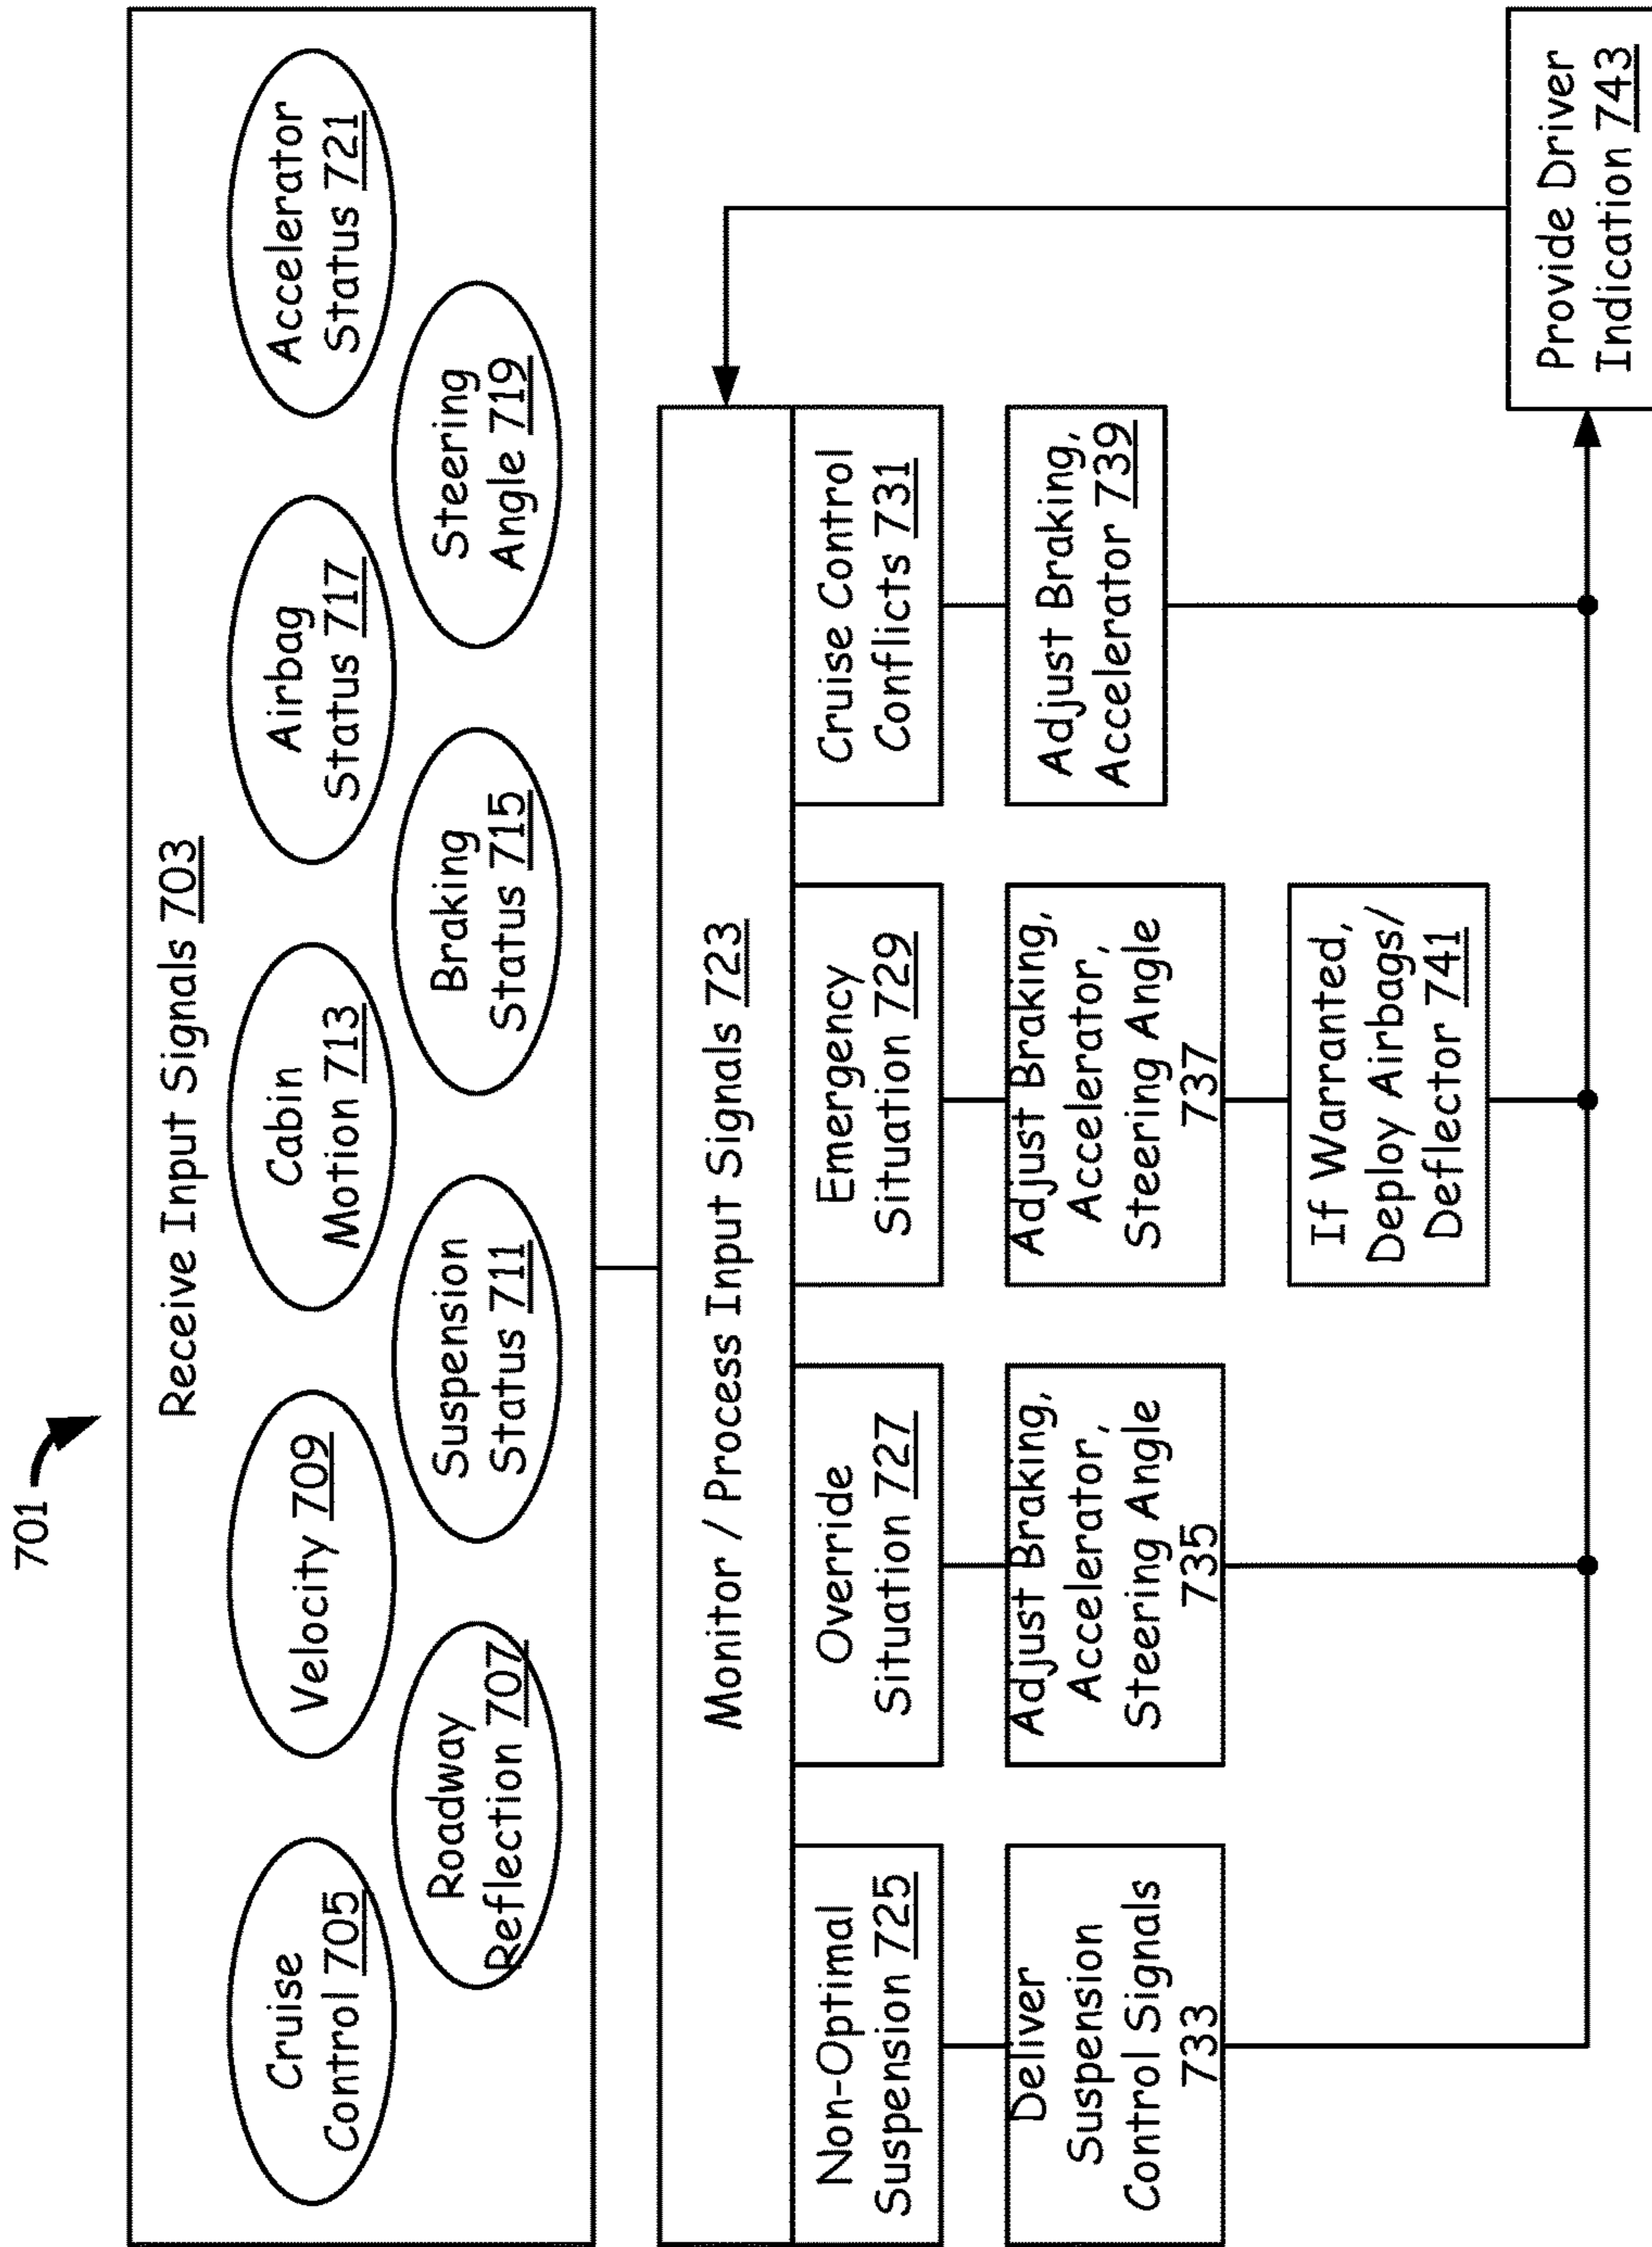 701
Receive Input Signals 703
Cruise
Control 705
Velocity 709
Cabin
Motion 713
Airbag
Status 717
Accelerator
Status 721
Roadway
Reflection 707
Suspension
Status 711
Braking
Status 715
Steering
Angle 719
Monitor / Process Input Signals 723
Non-Optimal
Suspension 725
Override
Situation 727
Emergency
Situation 729
Cruise Control
Conflicts 731
Deliver
Suspension
Control Signals
733
Adjust Braking,
Accelerator,
Steering Angle
735
Adjust Braking,
Accelerator,
Steering Angle
737
Adjust Braking,
Accelerator 739
If Warranted,
Deploy Airbags/
Deflector 741
Provide Driver
Indication 743